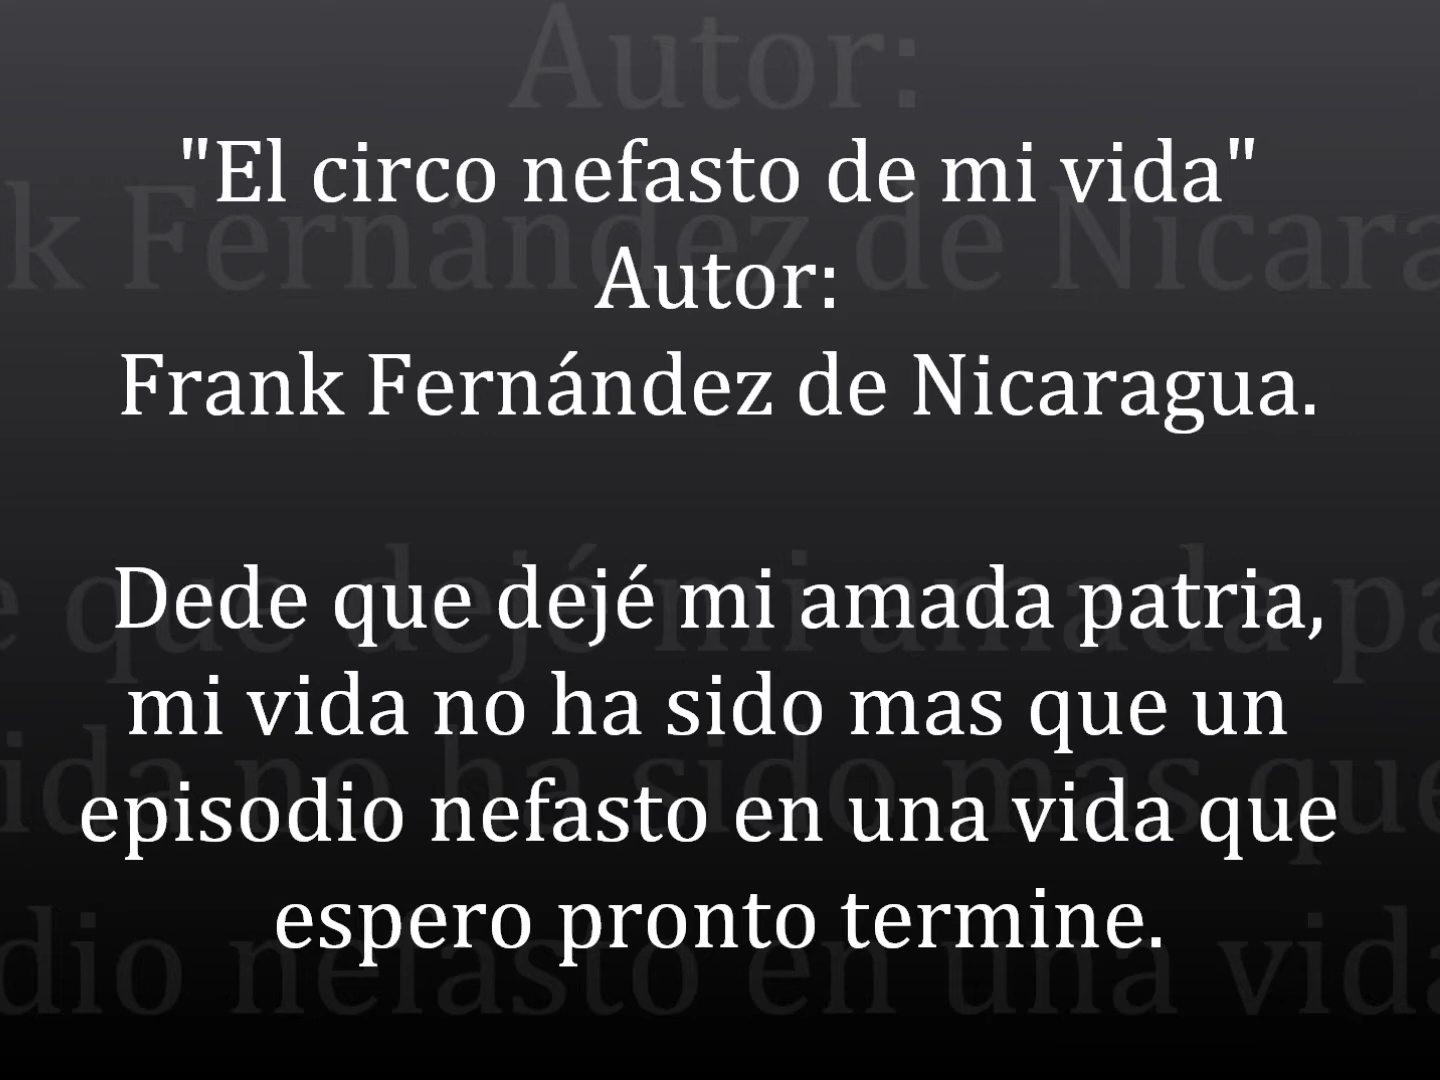 "El circo nefasto de mi vida"
Autor:
Frank Fernández de Nicaragua.
Dede que dejé mi amada patria,
mi vida no ha sido mas que un
episodio nefasto en una vida que
espero pronto termine.